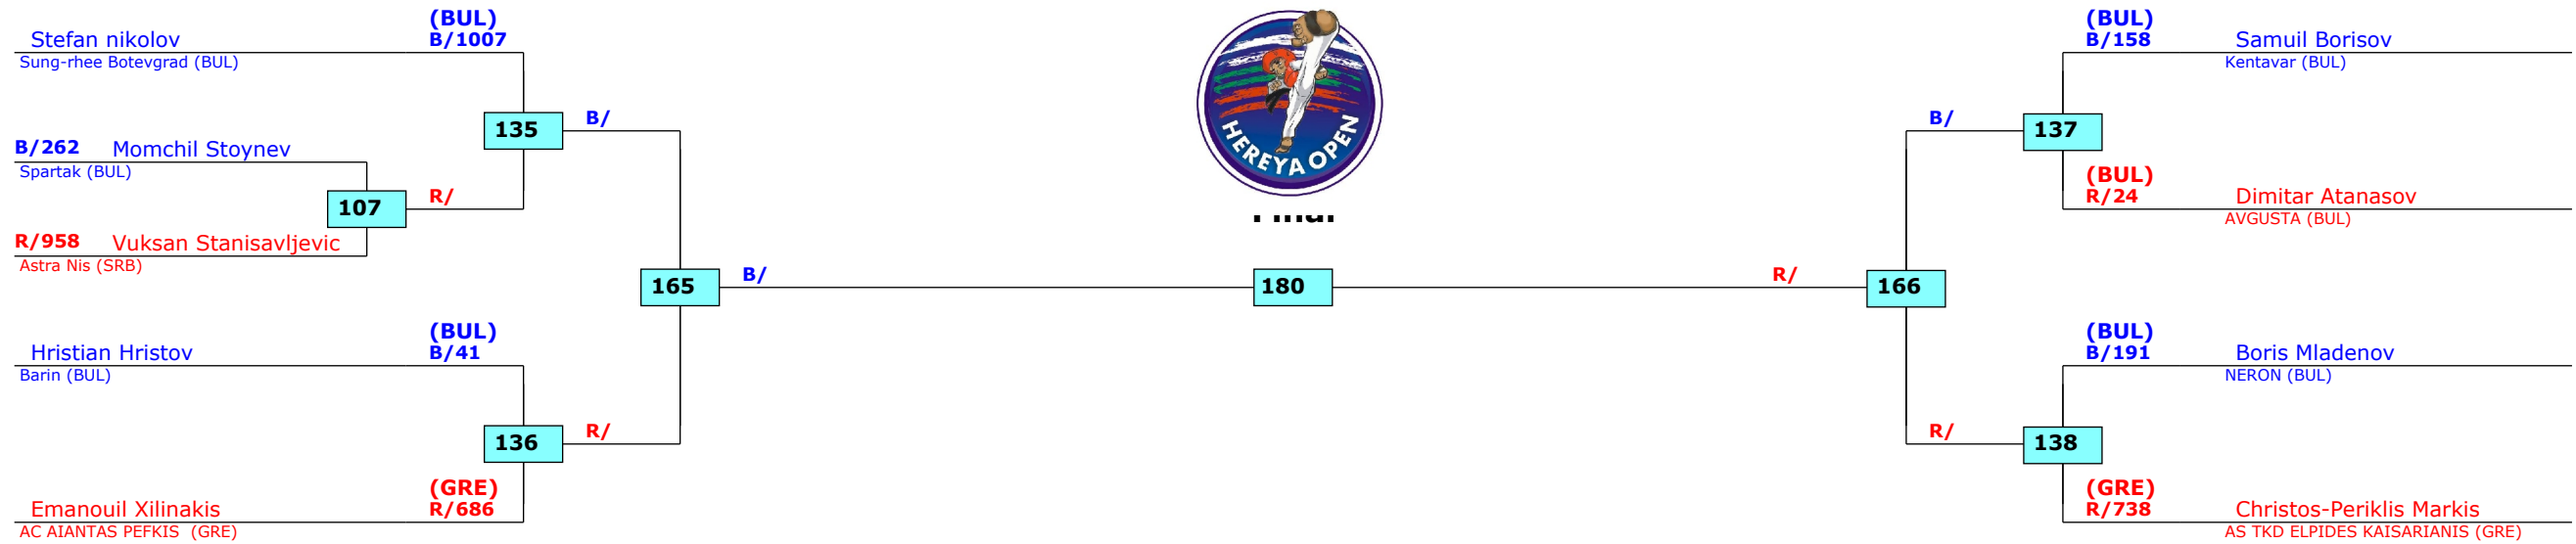 (BUL)
Stefan nikolov B/1007
Sung-rhee Botevgrad (BUL)
135
B/
B/262 Momchil Stoynev
Spartak (BUL)
107
R/
R/958 Vuksan Stanisavljevic
Astra Nis (SRB)
165
B/
(BUL)
Hristian Hristov B/41
Barin (BUL)
136
R/
(GRE)
Emanouil Xilinakis R/686
AC AIANTAS PEFKIS (GRE)
HEREYA OPEN
180
(BUL)
B/158 Samuil Borisov
Kentavar (BUL)
B/
137
(BUL)
R/24 Dimitar Atanasov
AVGUSTA (BUL)
R/
166
(BUL)
B/191 Boris Mladenov
NERON (BUL)
R/
138
(GRE)
R/738 Christos-Periklis Markis
AS TKD ELPIDES KAISARIANIS (GRE)